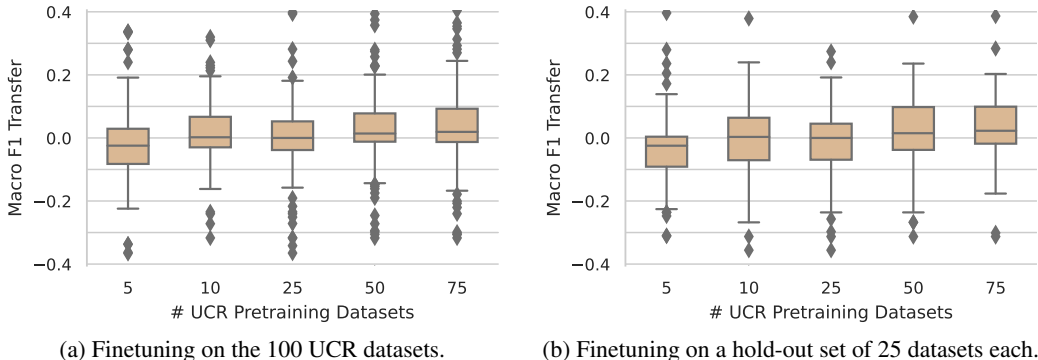 0.4
0.2
0.0
−0.2
−0.4
Macro F1 Transfer
5 10 25 50 75
# UCR Pretraining Datasets
(a) Finetuning on the 100 UCR datasets.
0.4
0.2
0.0
−0.2
−0.4
Macro F1 Transfer
5 10 25 50 75
# UCR Pretraining Datasets
(b) Finetuning on a hold-out set of 25 datasets each.